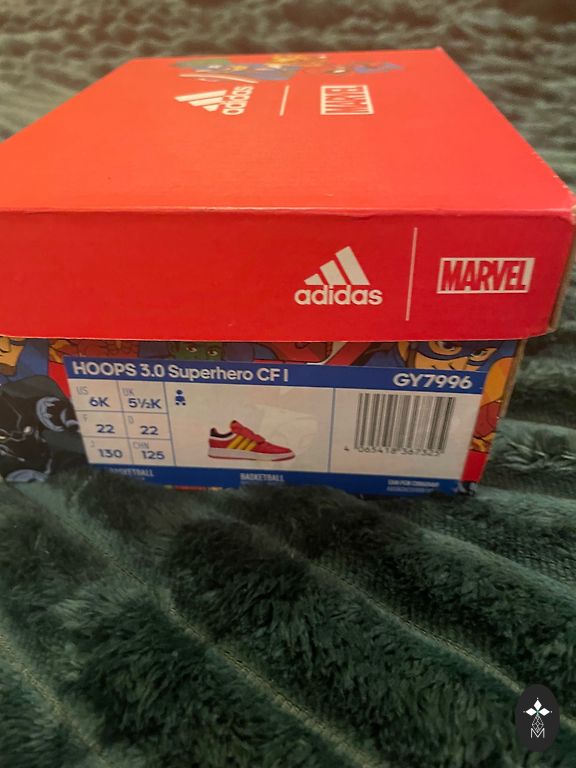 adidas
MARVEL
adidas
MARVEL
HOOPS 3.0 Superhero CF I
GY7996
US
6K
UK
5½K
F
22
D
22
J
130
CHN
125
BASKETBALL
BASKETBALL
M